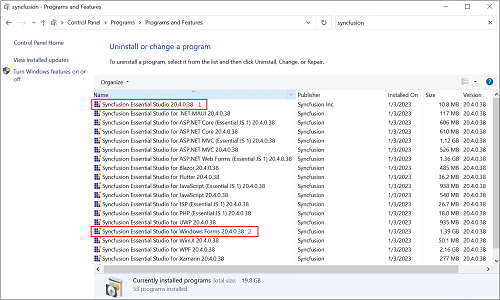 syncfusion - Programs and Features
Control Panel > Programs > Programs and Features
syncfusion
Control Panel Home
View installed updates
Turn Windows features on or off
Uninstall or change a program
To uninstall a program, select it from the list and then click Uninstall, Change, or Repair.
Organize
Name Publisher Installed On Size Version
Syncfusion Essential Studio 20.4.0.38 1 Syncfusion Inc. 1/3/2023 10.8 MB 20.4.0.38
Syncfusion Essential Studio for .NET MAUI 20.4.0.38 Syncfusion 1/3/2023 117 MB 20.4.0.38
Syncfusion Essential Studio for ASP.NET Core (Essential JS 1) 20.4.0.38 Syncfusion 1/3/2023 606 MB 20.4.0.38
Syncfusion Essential Studio for ASP.NET Core 20.4.0.38 Syncfusion 1/3/2023 610 MB 20.4.0.38
Syncfusion Essential Studio for ASP.NET MVC (Essential JS 1) 20.4.0.38 Syncfusion 1/3/2023 1.12 GB 20.4.0.38
Syncfusion Essential Studio for ASP.NET MVC 20.4.0.38 Syncfusion 1/3/2023 526 MB 20.4.0.38
Syncfusion Essential Studio for ASP.NET Web Forms (Essential JS 1) 20.4.0.38 Syncfusion 1/3/2023 1.36 GB 20.4.0.38
Syncfusion Essential Studio for Blazor 20.4.0.38 Syncfusion 1/3/2023 485 MB 20.4.0.38
Syncfusion Essential Studio for Flutter 20.4.0.38 Syncfusion 1/3/2023 36.2 MB 20.4.0.38
Syncfusion Essential Studio for JavaScript (Essential JS 1) 20.4.0.38 Syncfusion 1/3/2023 938 MB 20.4.0.38
Syncfusion Essential Studio for JavaScript 20.4.0.38 Syncfusion 1/3/2023 540 MB 20.4.0.38
Syncfusion Essential Studio for JSP (Essential JS 1) 20.4.0.38 Syncfusion 1/3/2023 26.7 MB 20.4.0.38
Syncfusion Essential Studio for PHP (Essential JS 1) 20.4.0.38 Syncfusion 1/3/2023 18.0 MB 20.4.0.38
Syncfusion Essential Studio for UWP 20.4.0.38 Syncfusion 1/3/2023 935 MB 20.4.0.38
Syncfusion Essential Studio for Windows Forms 20.4.0.38 2 Syncfusion 1/3/2023 1.39 GB 20.4.0.38
Syncfusion Essential Studio for WinUI 20.4.0.38 Syncfusion 1/3/2023 50.1 MB 20.4.0.38
Syncfusion Essential Studio for WPF 20.4.0.38 Syncfusion 1/3/2023 2.16 GB 20.4.0.38
Syncfusion Essential Studio for Xamarin 20.4.0.38 Syncfusion 1/3/2023 277 MB 20.4.0.38
Currently installed programs Total size: 19.8 GB
53 programs installed